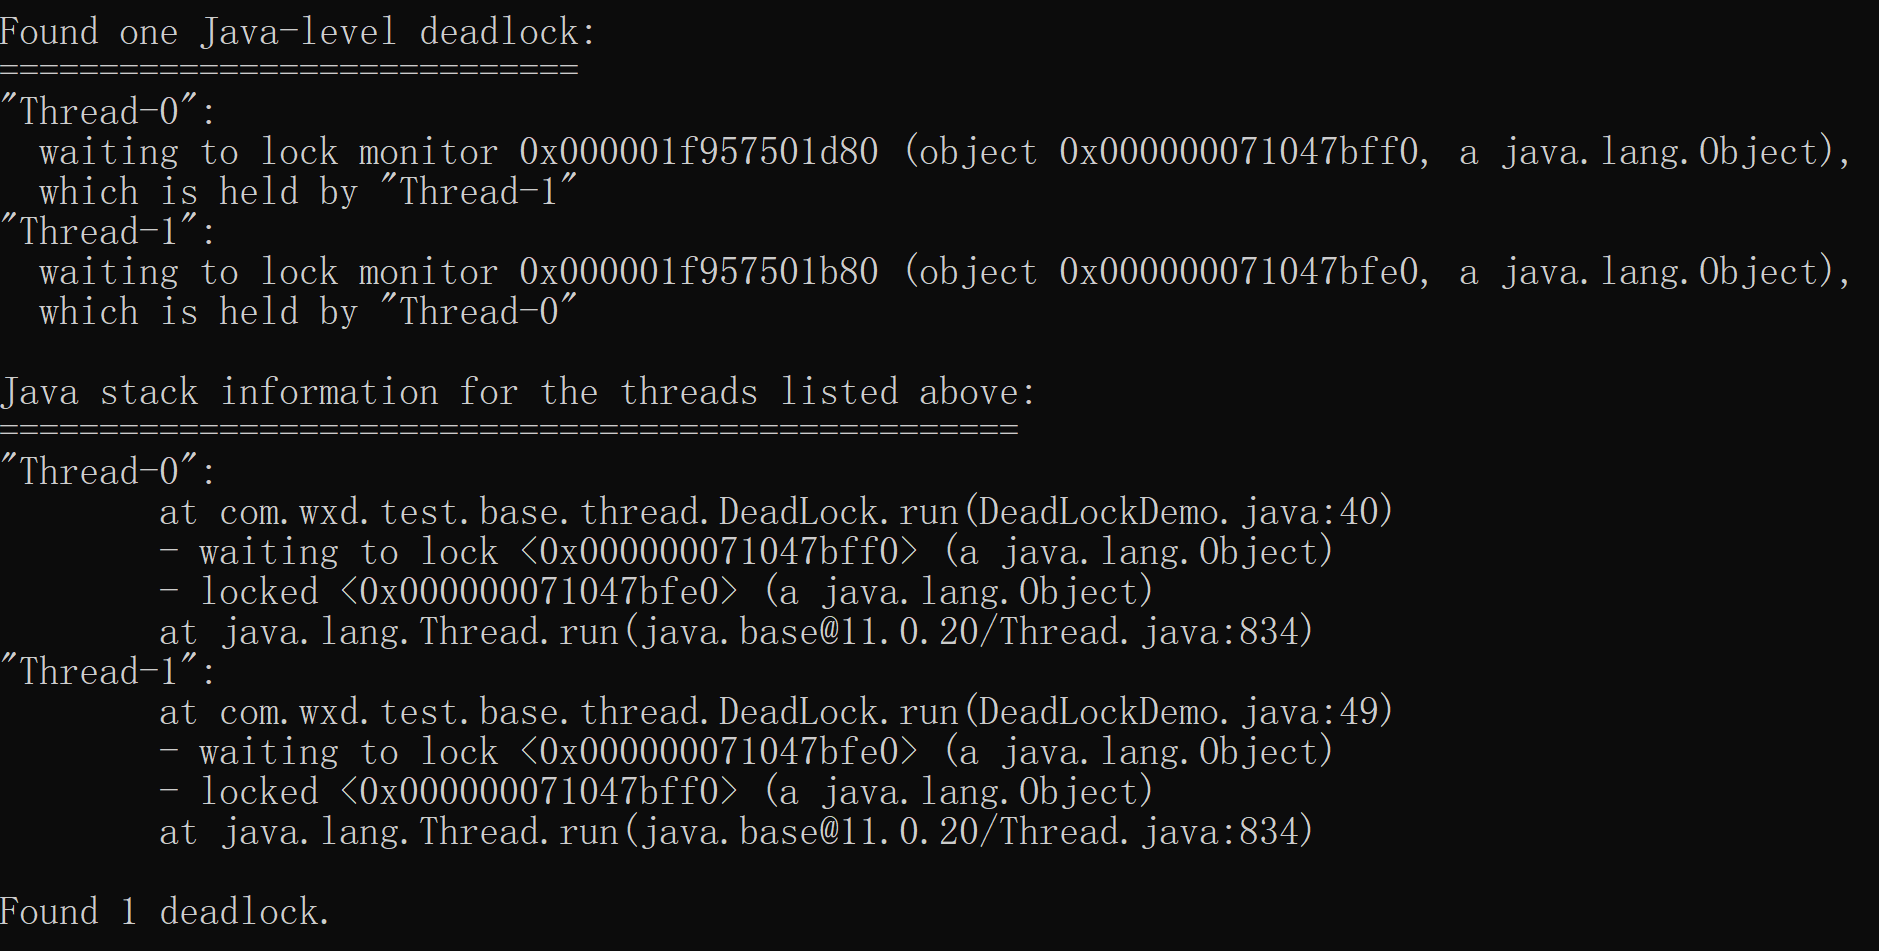 Found one Java-level deadlock:
=============================
"Thread-0":
  waiting to lock monitor 0x000001f957501d80 (object 0x000000071047bff0, a java.lang.Object),
  which is held by "Thread-1"
"Thread-1":
  waiting to lock monitor 0x000001f957501b80 (object 0x000000071047bfe0, a java.lang.Object),
  which is held by "Thread-0"

Java stack information for the threads listed above:
===================================================
"Thread-0":
        at com.wxd.test.base.thread.DeadLock.run(DeadLockDemo.java:40)
        - waiting to lock <0x000000071047bff0> (a java.lang.Object)
        - locked <0x000000071047bfe0> (a java.lang.Object)
        at java.lang.Thread.run(java.base@11.0.20/Thread.java:834)
"Thread-1":
        at com.wxd.test.base.thread.DeadLock.run(DeadLockDemo.java:49)
        - waiting to lock <0x000000071047bfe0> (a java.lang.Object)
        - locked <0x000000071047bff0> (a java.lang.Object)
        at java.lang.Thread.run(java.base@11.0.20/Thread.java:834)

Found 1 deadlock.